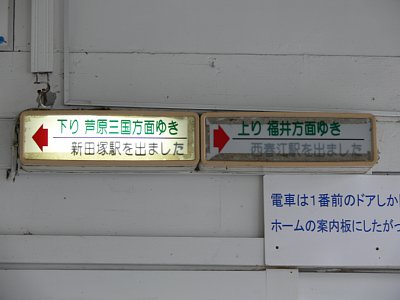 下り 芦原三国方面ゆき
新田塚駅を出ました
上り 福井方面ゆき
西春江駅を出ました
電車は1番前のドアしか
ホームの案内板にしたがっ